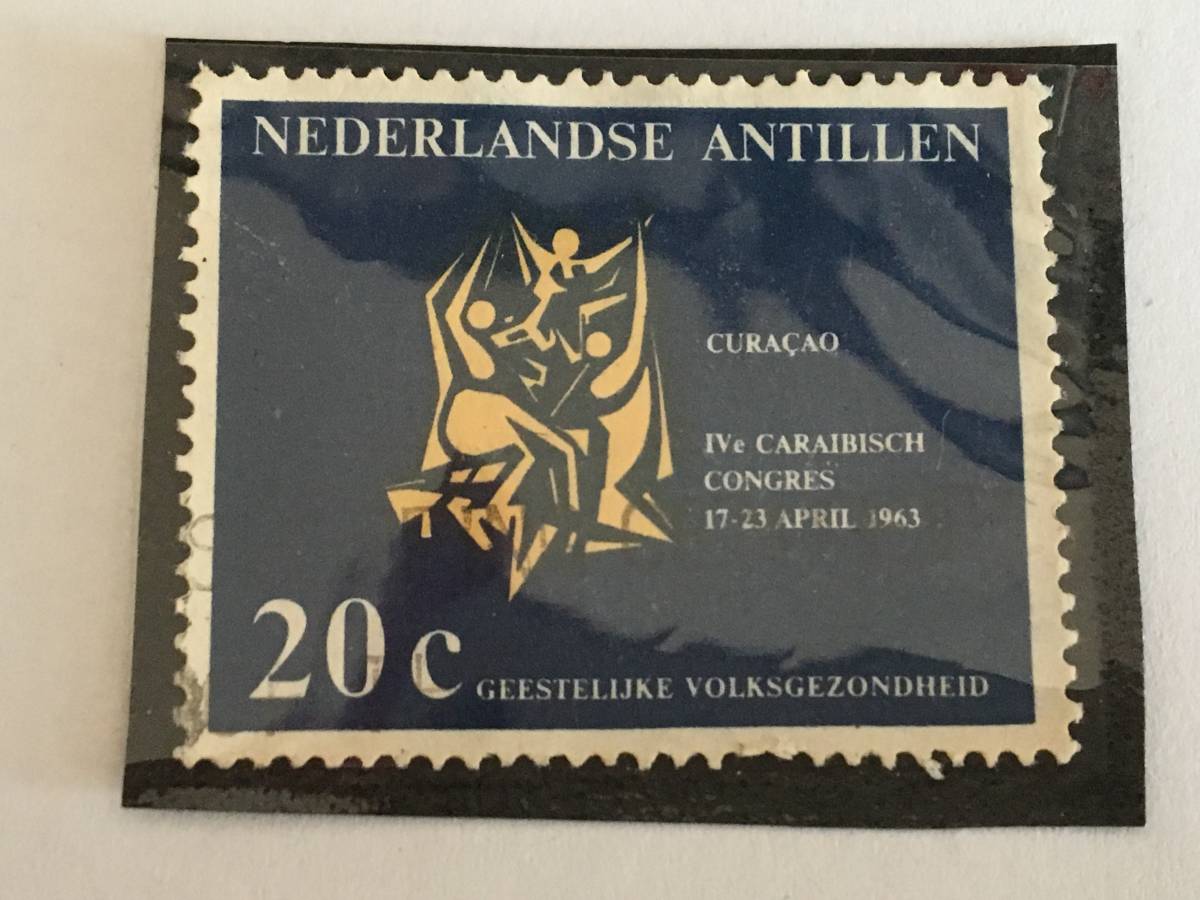 NEDERLANDSE ANTILLEN
CURAÇAO
IVe CARAIBISCH
CONGRES
17-23 APRIL 1963
20 c
GEESTELIJKE VOLKSGEZONDHEID